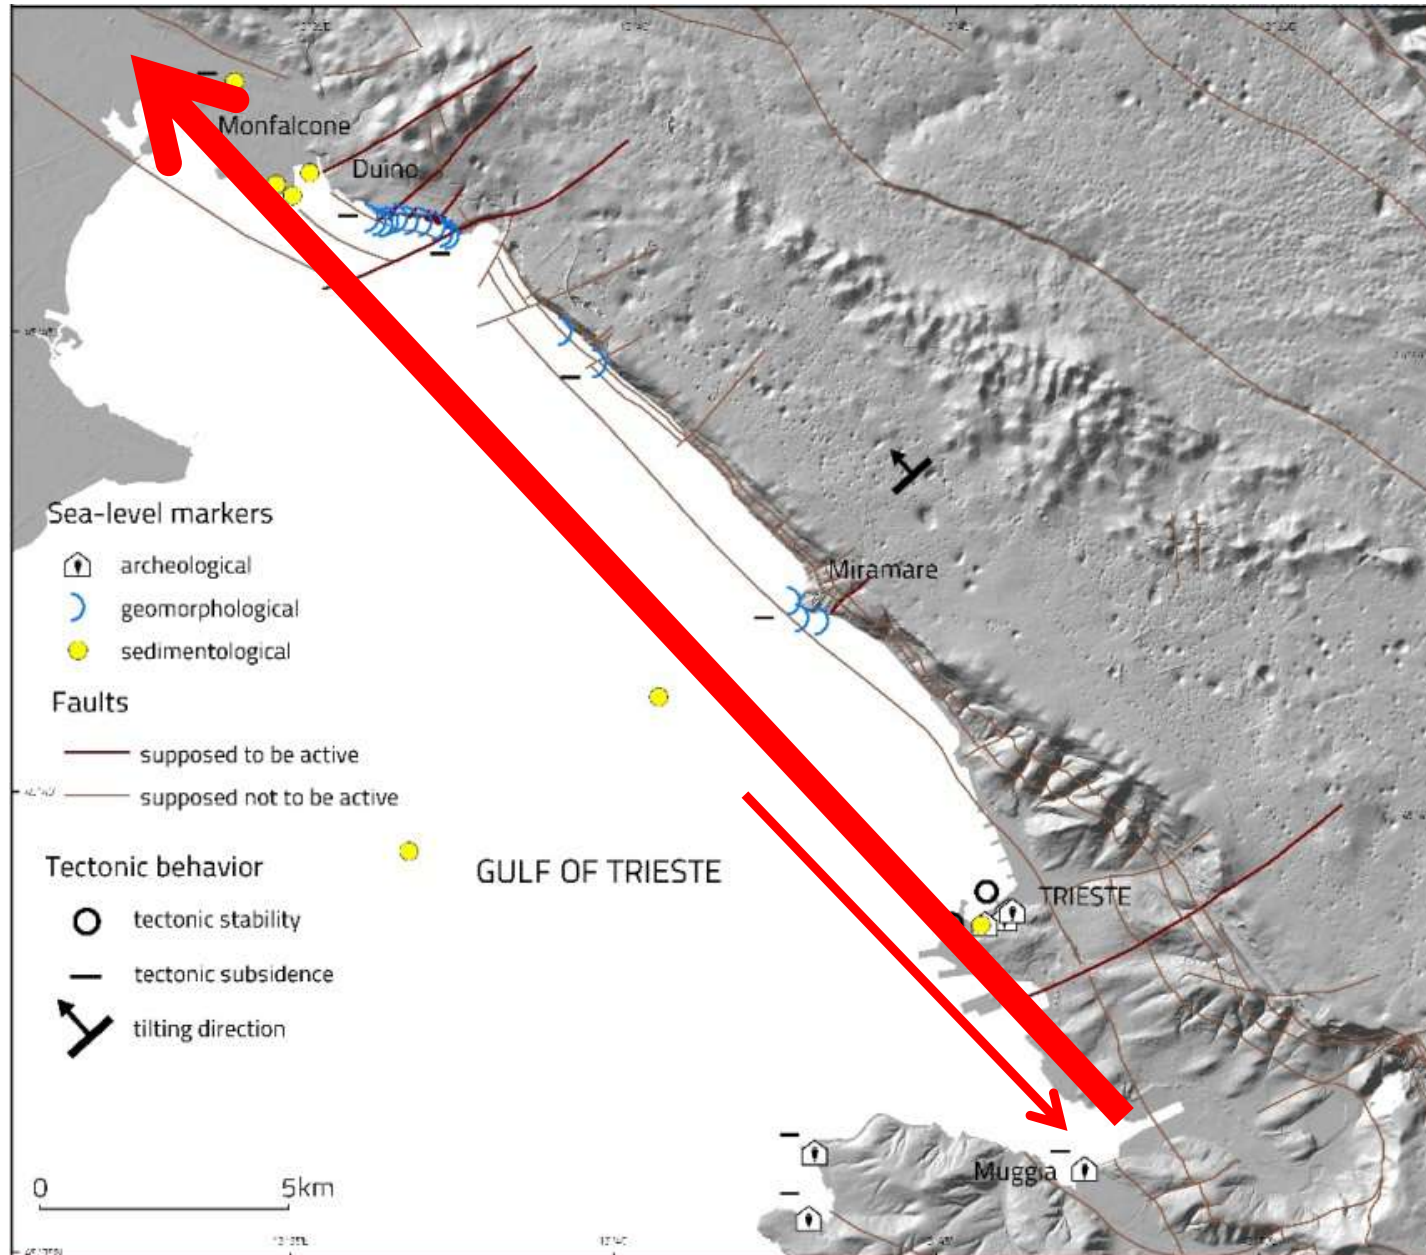 Monfalcone
Duino
Sea-level markers
archeological
geomorphological
sedimentological
Miramare
Faults
supposed to be active
supposed not to be active
Tectonic behavior
GULF OF TRIESTE
TRIESTE
tectonic stability
tectonic subsidence
tilting direction
Muggia
0
5km